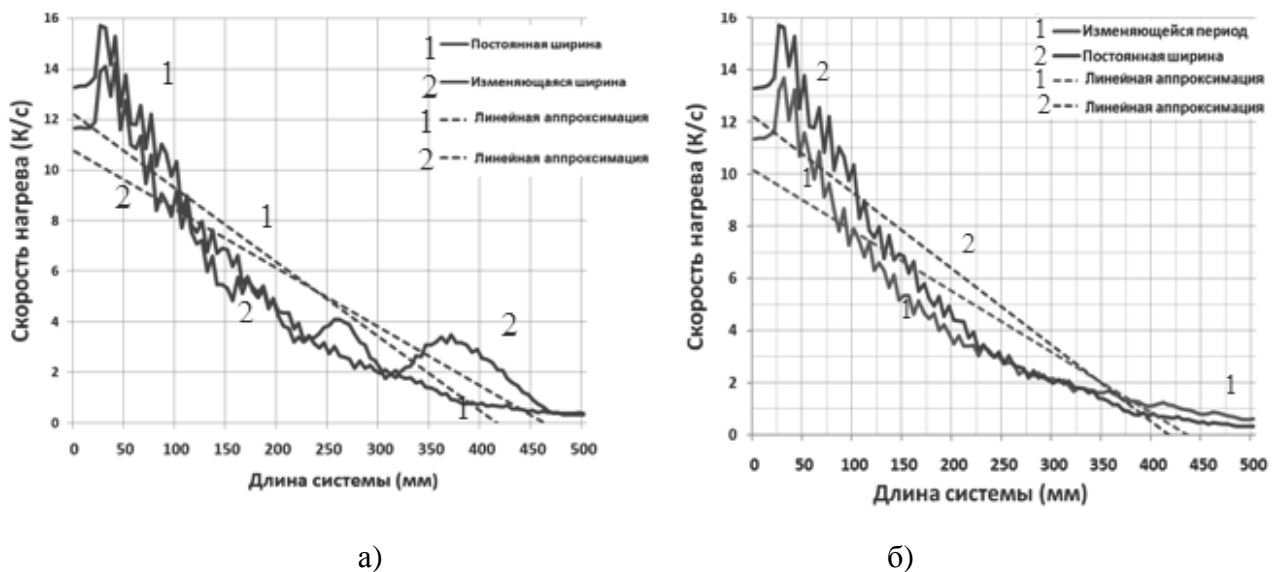 16
14
12
10
8
6
4
2
0
Скорость нагрева (К/с)
1 Постоянная ширина
2 Изменяющаяся ширина
1 Линейная аппроксимация
2 Линейная аппроксимация
1
2
1
2
2
1
0 50 100 150 200 250 300 350 400 450 500
Длина системы (мм)
а)
16
14
12
10
8
6
4
2
0
Скорость нагрева (К/с)
1 Изменяющейся период
2 Постоянная ширина
1 Линейная аппроксимация
2 Линейная аппроксимация
2
1
2
1
1
0 50 100 150 200 250 300 350 400 450 500
Длина системы (мм)
б)